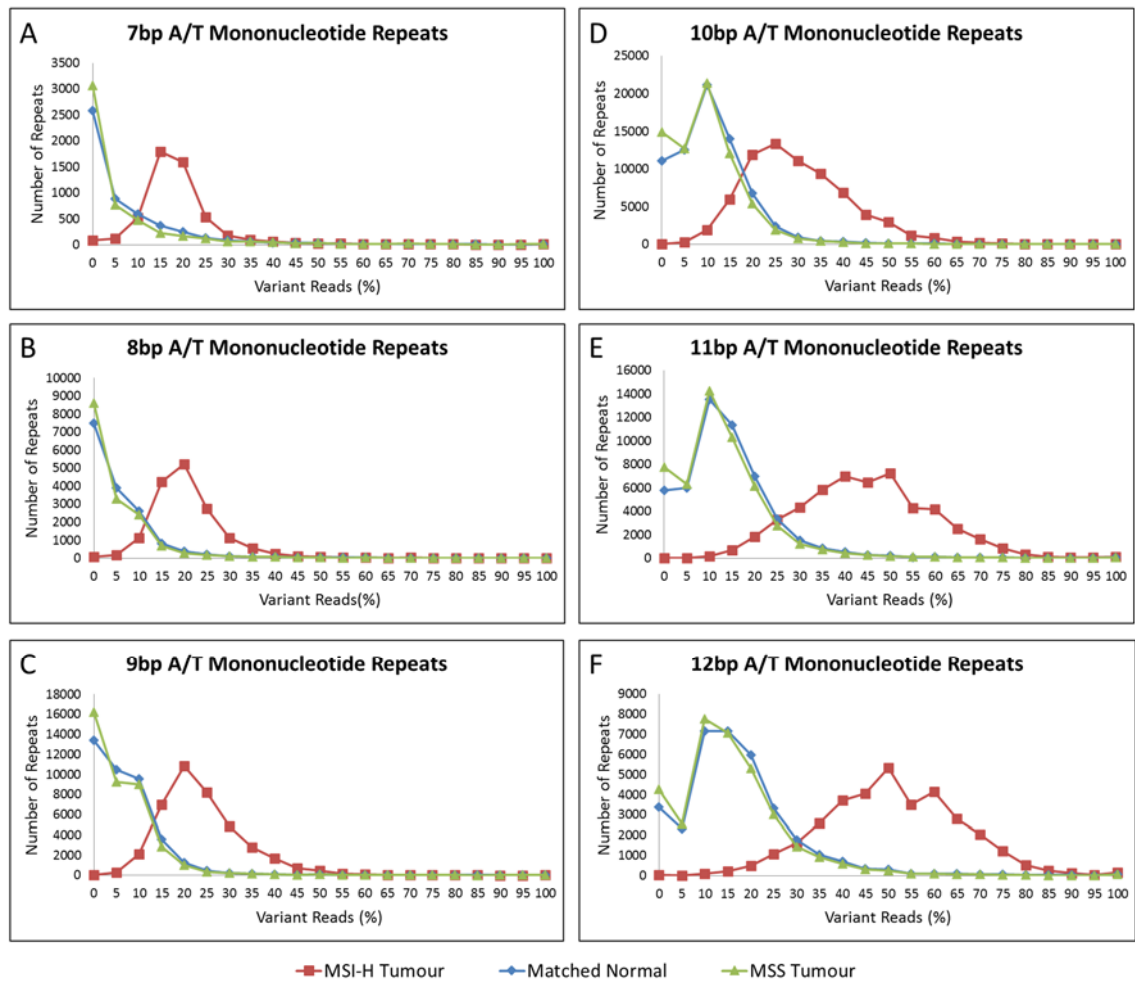 A
7bp A/T Mononucleotide Repeats
Number of Repeats
3500
3000
2500
2000
1500
1000
500
0
0 5 10 15 20 25 30 35 40 45 50 55 60 65 70 75 80 85 90 95 100
Variant Reads (%)
B
8bp A/T Mononucleotide Repeats
Number of Repeats
10000
9000
8000
7000
6000
5000
4000
3000
2000
1000
0
0 5 10 15 20 25 30 35 40 45 50 55 60 65 70 75 80 85 90 95 100
Variant Reads(%)
C
9bp A/T Mononucleotide Repeats
Number of Repeats
18000
16000
14000
12000
10000
8000
6000
4000
2000
0
0 5 10 15 20 25 30 35 40 45 50 55 60 65 70 75 80 85 90 95 100
Variant Reads (%)
D
10bp A/T Mononucleotide Repeats
Number of Repeats
25000
20000
15000
10000
5000
0
0 5 10 15 20 25 30 35 40 45 50 55 60 65 70 75 80 85 90 95 100
Variant Reads (%)
E
11bp A/T Mononucleotide Repeats
Number of Repeats
16000
14000
12000
10000
8000
6000
4000
2000
0
0 5 10 15 20 25 30 35 40 45 50 55 60 65 70 75 80 85 90 95 100
Variant Reads (%)
F
12bp A/T Mononucleotide Repeats
Number of Repeats
9000
8000
7000
6000
5000
4000
3000
2000
1000
0
0 5 10 15 20 25 30 35 40 45 50 55 60 65 70 75 80 85 90 95 100
Variant Reads (%)
MSI-H Tumour Matched Normal MSS Tumour